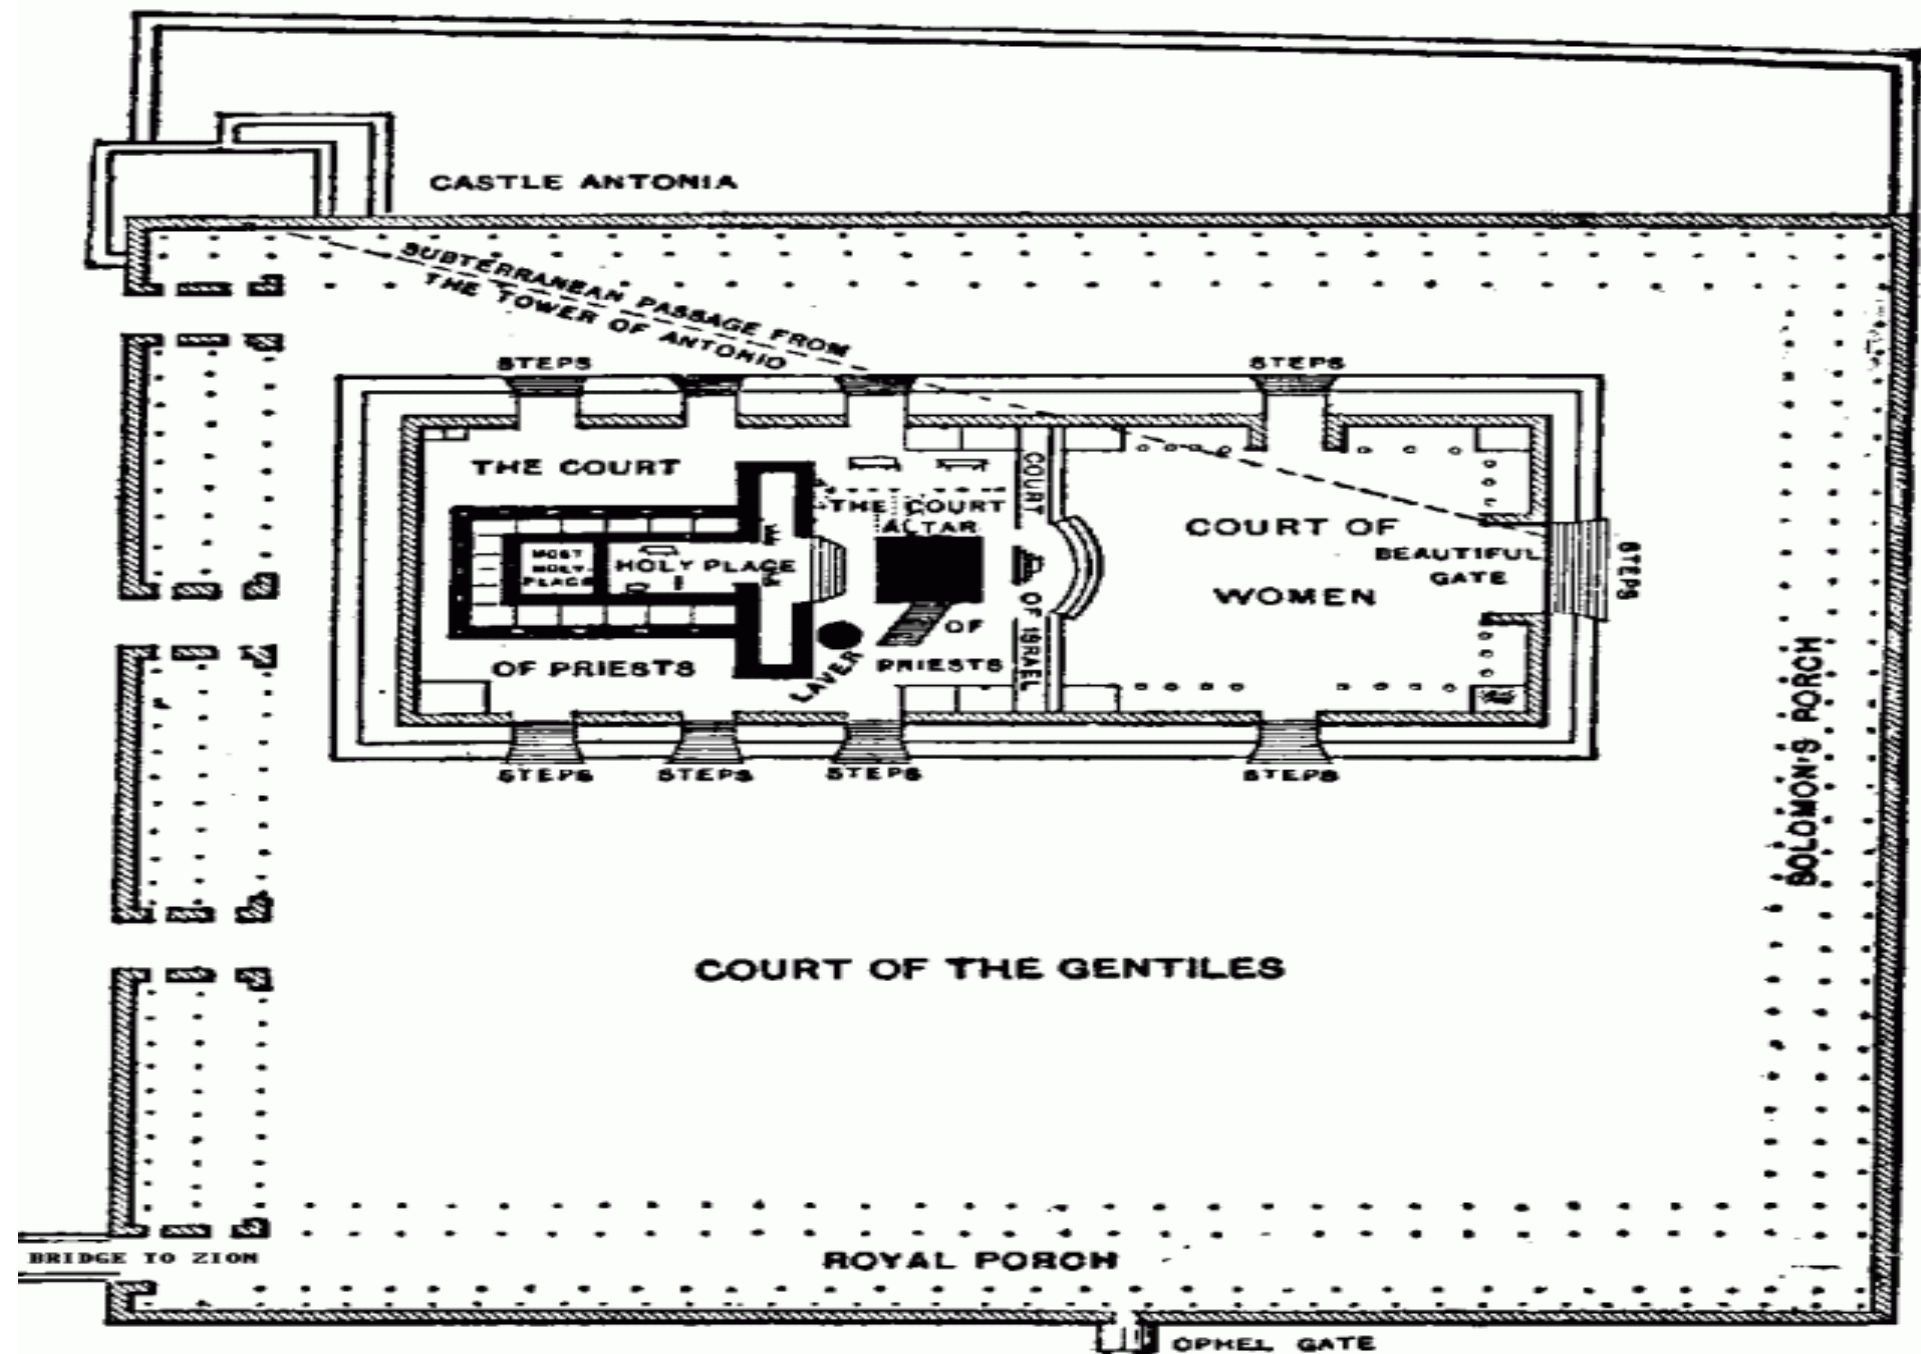 CASTLE ANTONIA
SUBTERRANEAN PASSAGE FROM
THE TOWER OF ANTONIO
STEPS
STEPS
THE COURT
COURT
THE COURT
ALTAR
COURT OF
MOST
HOLY
PLACE
HOLY PLACE
BEAUTIFUL
GATE
STEPS
WOMEN
OF
OF ISRAEL
OF PRIESTS
LAVER
PRIESTS
STEPS
STEPS
STEPS
STEPS
SOLOMON'S PORCH
COURT OF THE GENTILES
BRIDGE TO ZION
ROYAL PORCH
OPHEL GATE